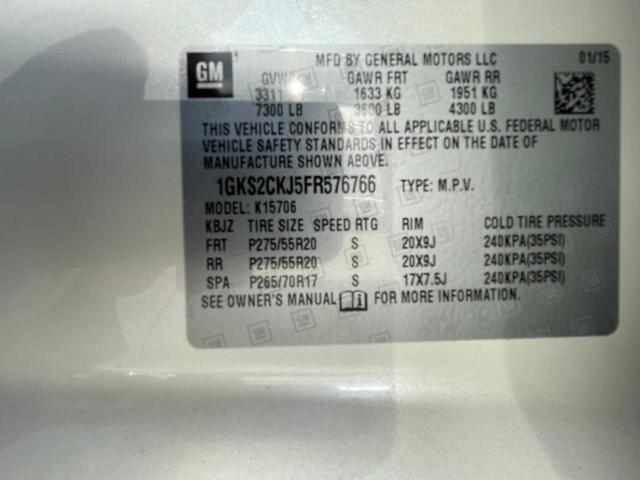 GM MFD BY GENERAL MOTORS LLC 01/15
GAWR FRT GAWR RR
1633 KG 1951 KG
7300 LB 3600 LB 4300 LB
THIS VEHICLE CONFORMS TO ALL APPLICABLE U.S. FEDERAL MOTOR
VEHICLE SAFETY STANDARDS IN EFFECT ON THE DATE OF
MANUFACTURE SHOWN ABOVE.
1GKS2CKJ5FR576766 TYPE: M.P.V.
MODEL: K15706
KBJZ TIRE SIZE SPEED RTG RIM COLD TIRE PRESSURE
FRT P275/55R20 S 20X9J 240KPA(35PSI)
RR P275/55R20 S 20X9J 240KPA(35PSI)
SPA P265/70R17 S 17X7.5J 240KPA(35PSI)
SEE OWNER'S MANUAL FOR MORE INFORMATION.